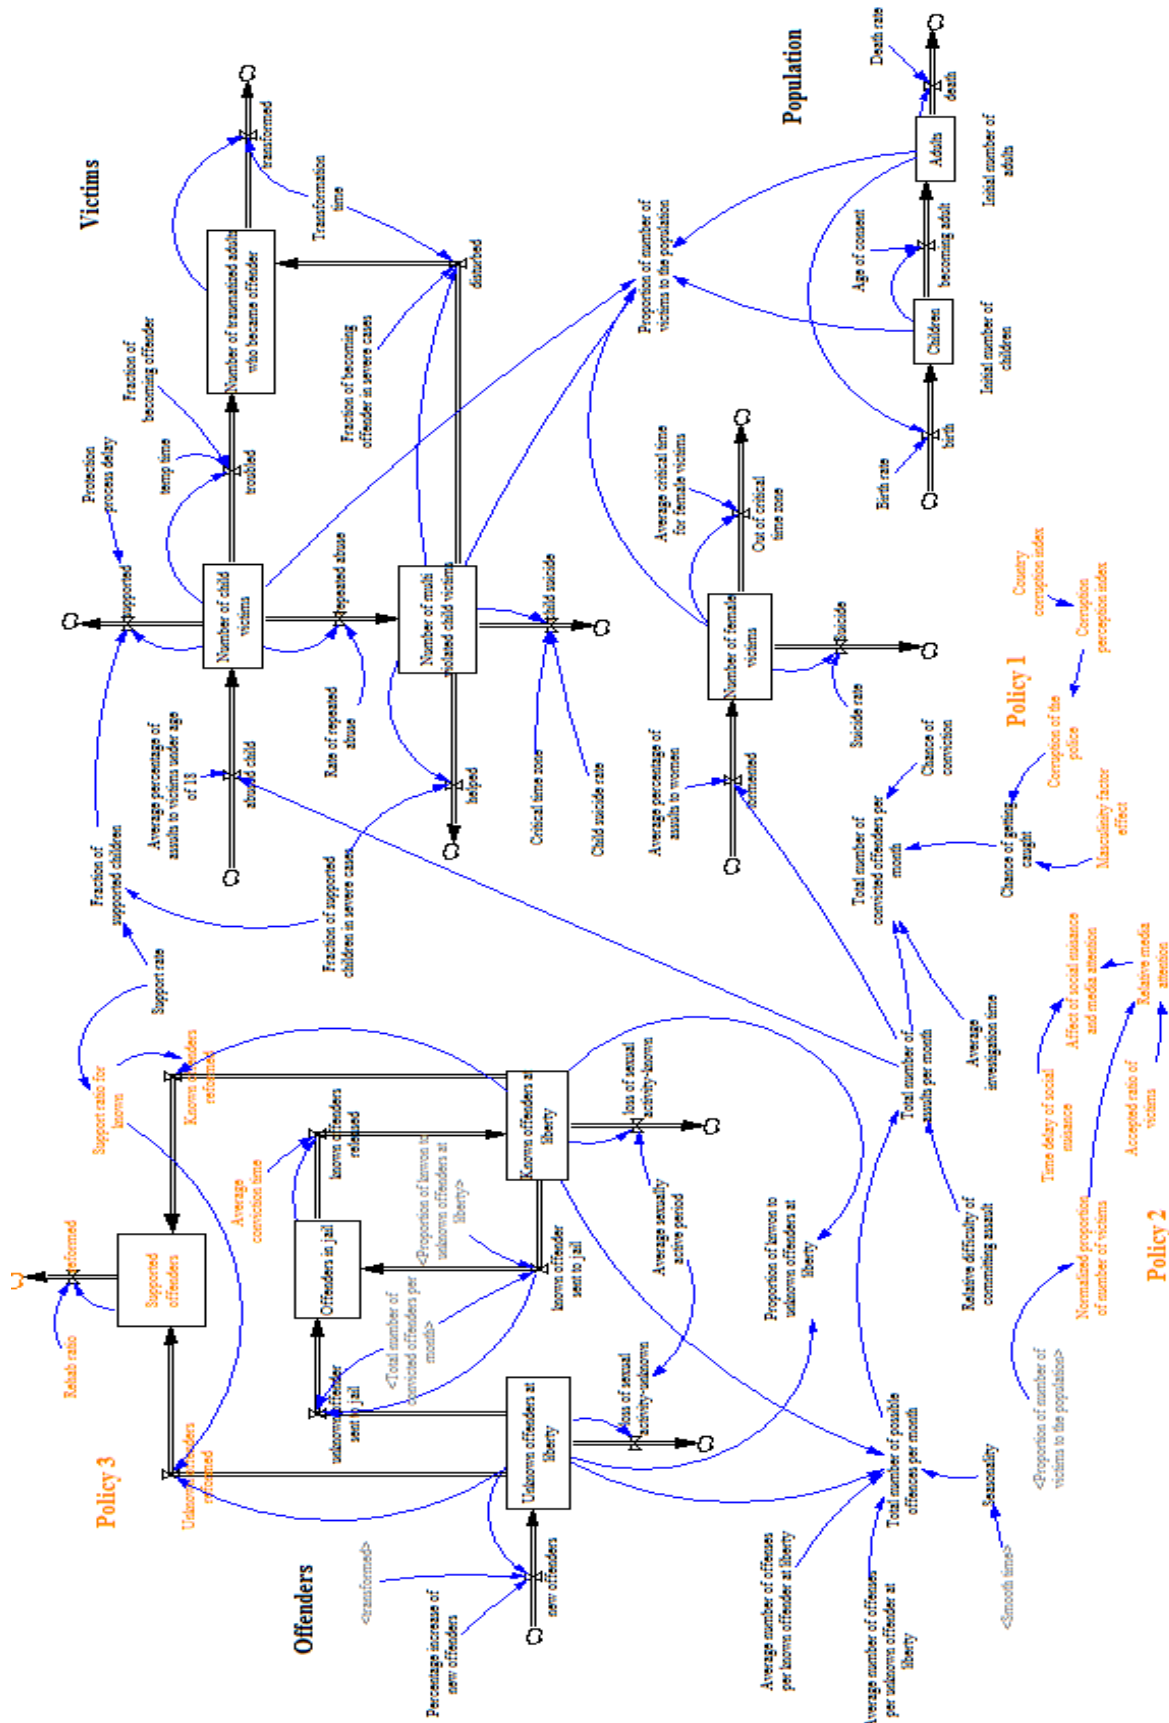 Policy 3
Rehab ratio
reformed
Supported
offenders
Unknown offenders
reformed
Support ratio for
known
Known offenders
reformed
Support rate
Offenders
<transformed>
Percentage increase of
new offenders
new offenders
Unknown offenders at
liberty
unknown offender
sent to jail
<Total number of
convicted offenders per
month>
Offenders in jail
Average
conviction time
known offenders
released
<Proportion of knwon to
unknown offenders at
liberty>
known offender
sent to jail
Known offenders at
liberty
loss of sexual
activity-unknown
Average sexually
active period
loss of sexual
activity-known
Proportion of knwon to
unknown offenders at
liberty
Average number of offenses
per known offender at liberty
Average number of offenses
per unknown offender at
liberty
Total number of possible
offenses per month
Seasonality
<Smooth time>
Relative difficulty of
committing assault
Total number of
assults per month
Average
investigation time
Total number of
convicted offenders per
month
Chance of
conviction
Chance of getting
caught
Victims
Fraction of
supported children
Protection
process delay
supported
Average percentage of
assults to victims under age
of 18
abused child
Number of child
victims
temp time
Fraction of
becoming offender
troubled
Number of traumatised adults
who became offender
transformed
Transformation
time
Rate of repeated
abuse
repeated abuse
Fraction of supported
children in severe cases
helped
Number of multi
violated child victims
Fraction of becoming
offender in severe cases
disturbed
Critical time zone
Child suicide rate
child suicide
Average percentage of
assults to women
tormented
Number of female
victims
Average critical time
for female victims
Out of critical
time zone
Suicide rate
Suicide
Proportion of number of
victims to the population
Population
Birth rate
birth
Children
Initial number of
children
Age of consent
becoming adult
Adults
Initial number of
adults
Death rate
death
Policy 1
Country
corruption index
Corruption
perception index
Corruption of the
police
Masculinity factor
effect
<Proportion of number of
victims to the population>
Normalized proportion
of number of victims
Time delay of social
nuisance
Affect of social nuisance
and media attention
Accepted ratio of
victims
Relative media
attention
Policy 2